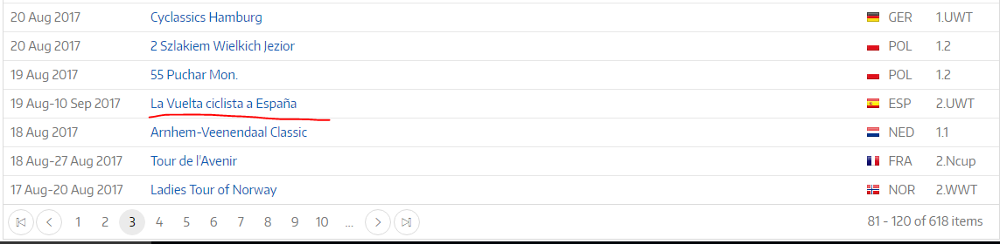 20 Aug 2017 Cyclassics Hamburg GER 1.UWT
20 Aug 2017 2 Szlakiem Wielkich Jezior POL 1.2
19 Aug 2017 55 Puchar Mon. POL 1.2
19 Aug-10 Sep 2017 La Vuelta ciclista a España ESP 2.UWT
18 Aug 2017 Arnhem-Veenendaal Classic NED 1.1
18 Aug-27 Aug 2017 Tour de l'Avenir FRA 2.Ncup
17 Aug-20 Aug 2017 Ladies Tour of Norway NOR 2.WWT
1 2 3 4 5 6 7 8 9 10 ... 81 - 120 of 618 items